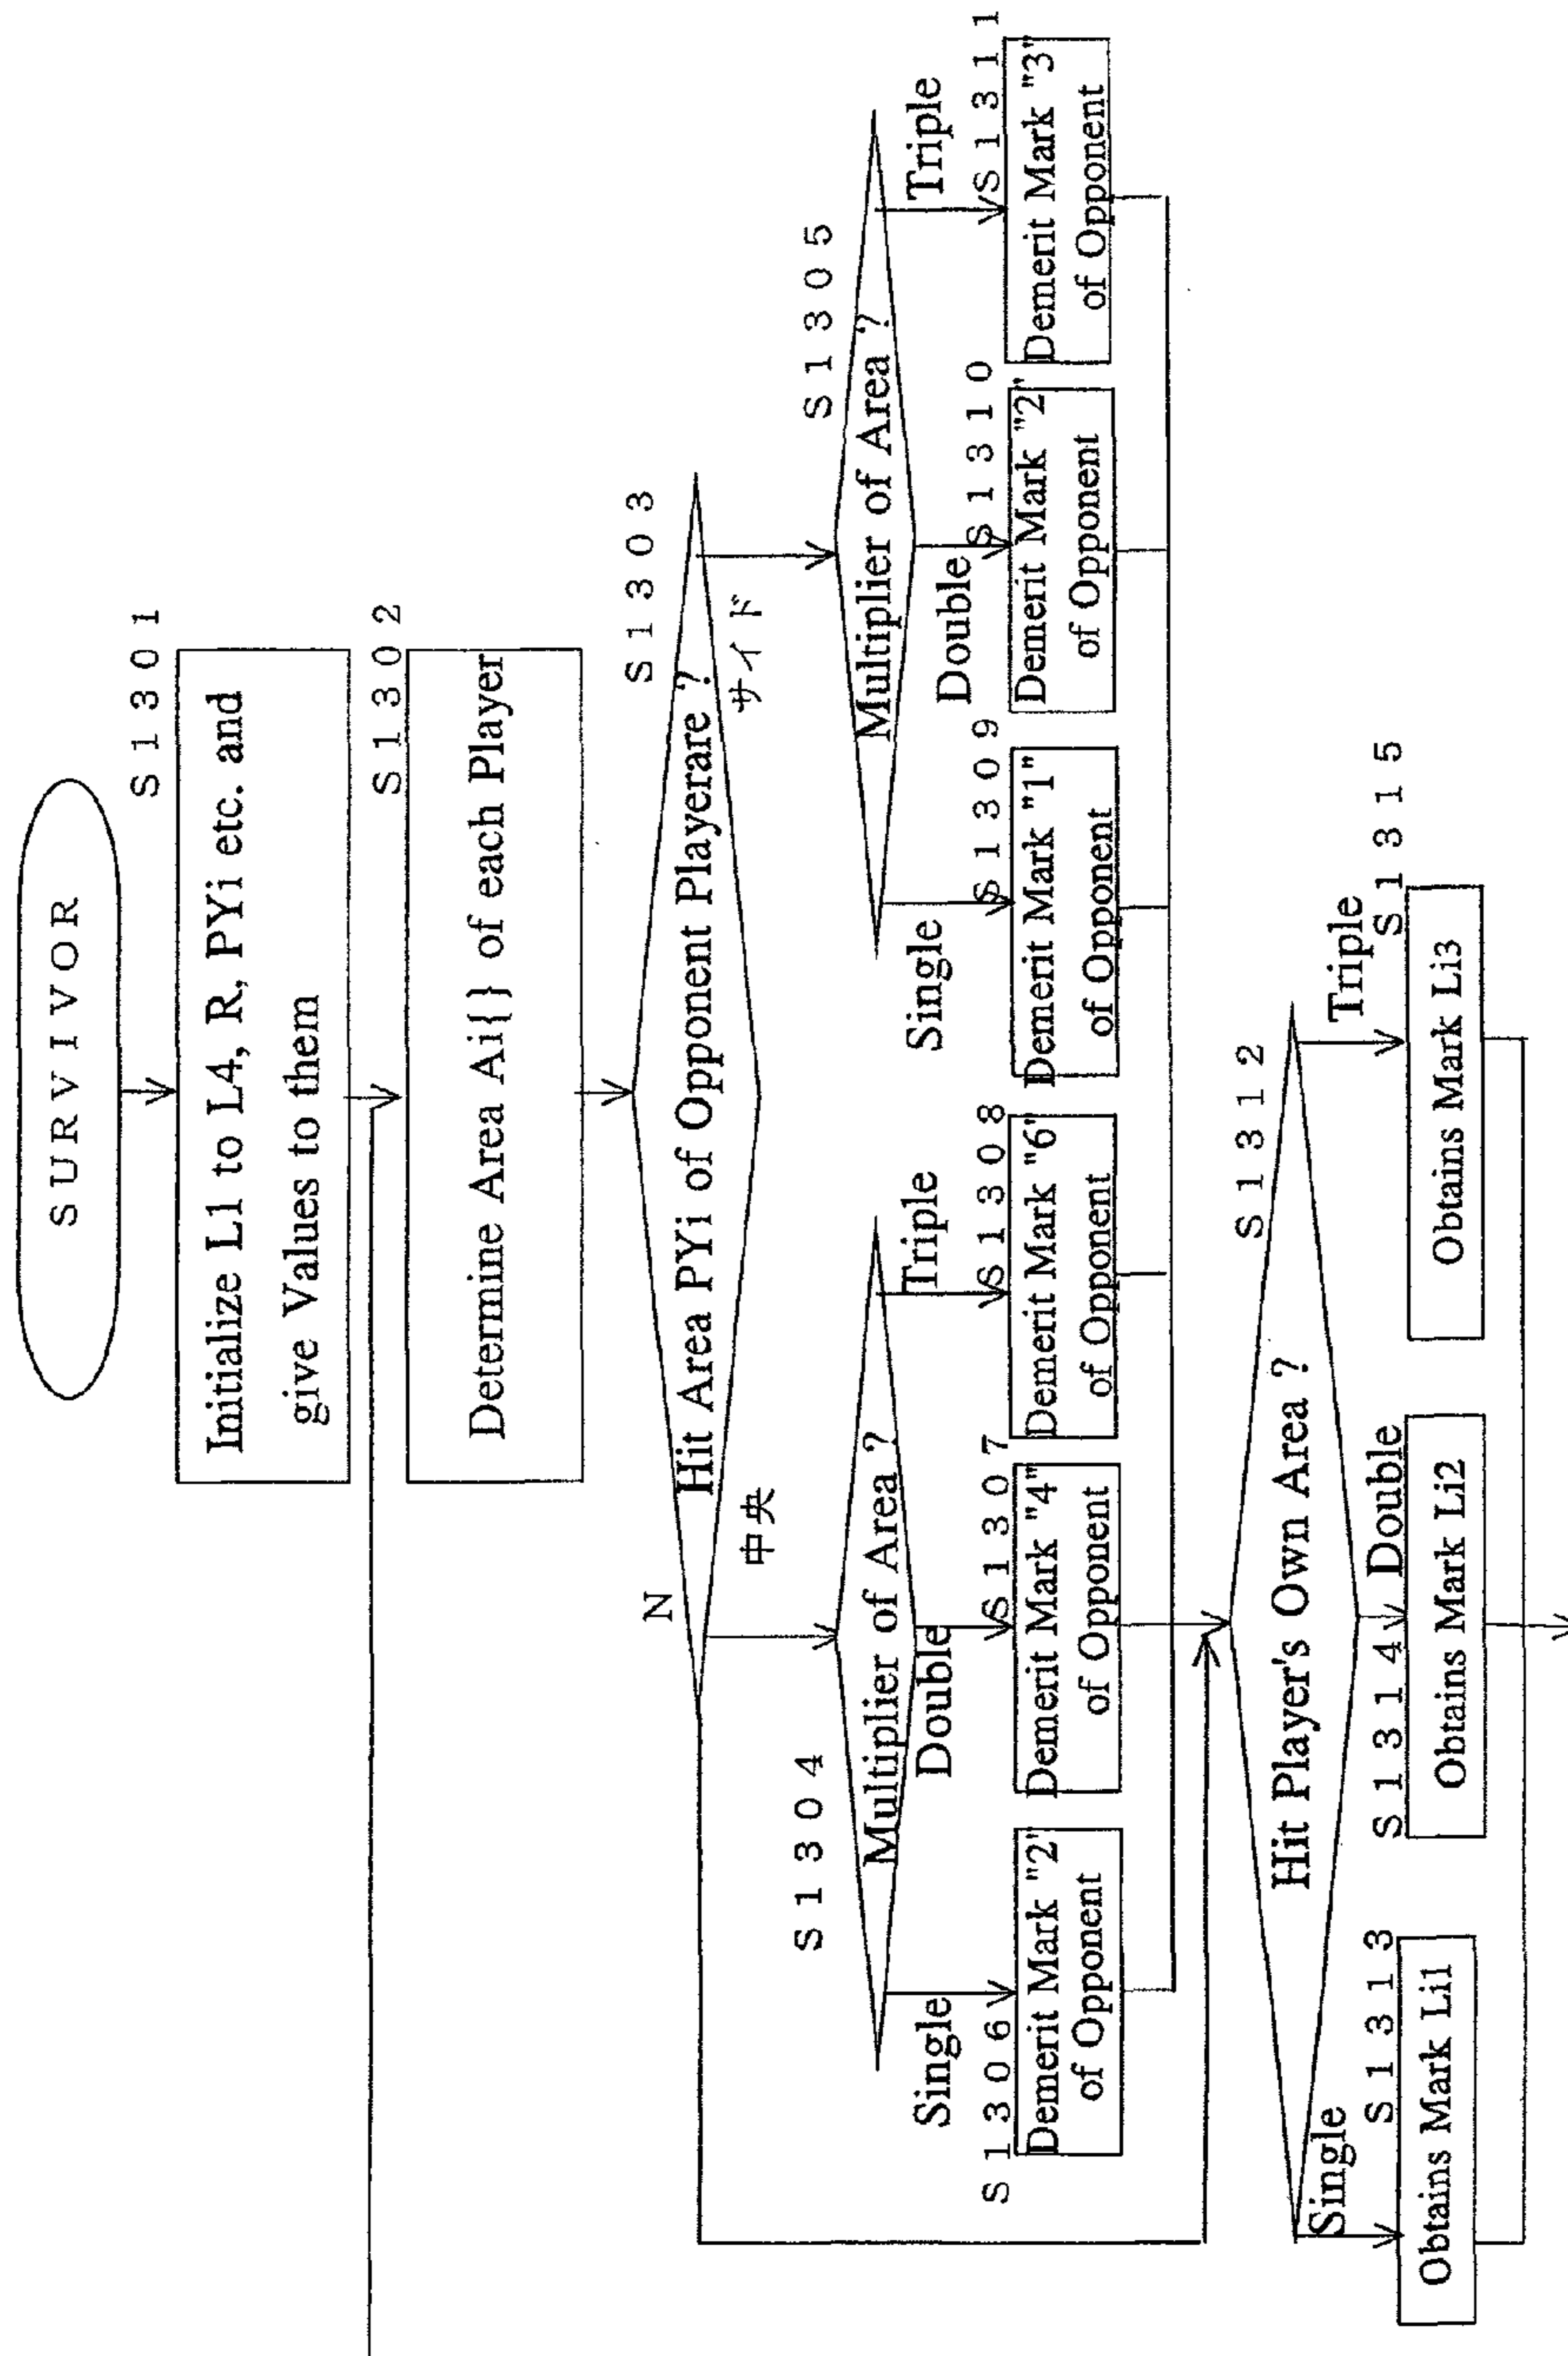 SURVIVOR
S1301
Initialize L1 to L4, R, PYi etc. and
give Values to them
S1302
Determine Area Ai{} of each Player
S1303
Hit Area PYi of Opponent Playerare ?
N
中央
サイド
S1304
Multiplier of Area ?
S1305
Multiplier of Area ?
Single
Double
Triple
Single
Double
Triple
S1306
Demerit Mark "2"
of Opponent
S1307
Demerit Mark "4"
of Opponent
S1308
Demerit Mark "6"
of Opponent
S1309
Demerit Mark "1"
of Opponent
S1310
Demerit Mark "2"
of Opponent
S1311
Demerit Mark "3"
of Opponent
S1312
Hit Player's Own Area ?
Single
Double
Triple
S1313
Obtains Mark Li1
S1314
Obtains Mark Li2
S1315
Obtains Mark Li3